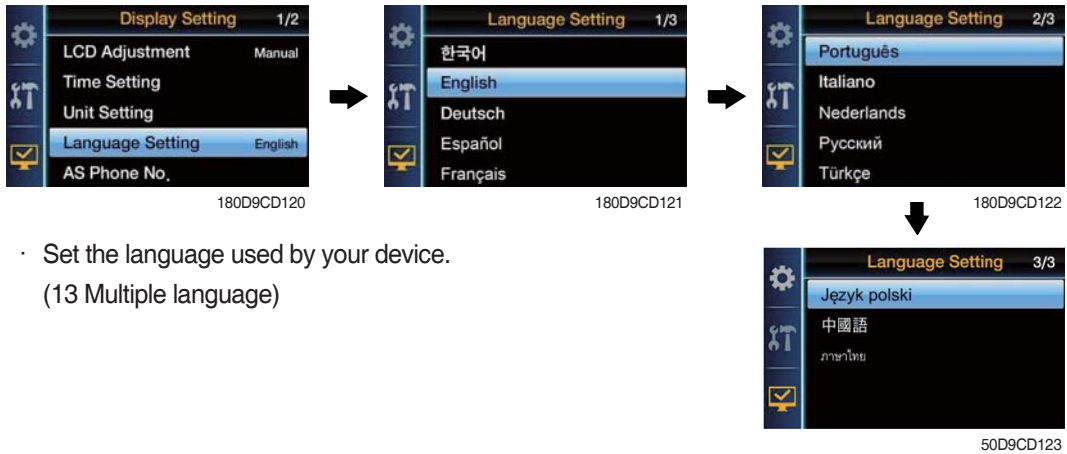 Display Setting 1/2
LCD Adjustment Manual
Time Setting
Unit Setting
Language Setting English
AS Phone No.
180D9CD120
Language Setting 1/3
한국어
English
Deutsch
Español
Français
180D9CD121
Language Setting 2/3
Português
Italiano
Nederlands
Русский
Türkçe
180D9CD122
· Set the language used by your device.
(13 Multiple language)
Language Setting 3/3
Język polski
中國語
ภาษาไทย
50D9CD123